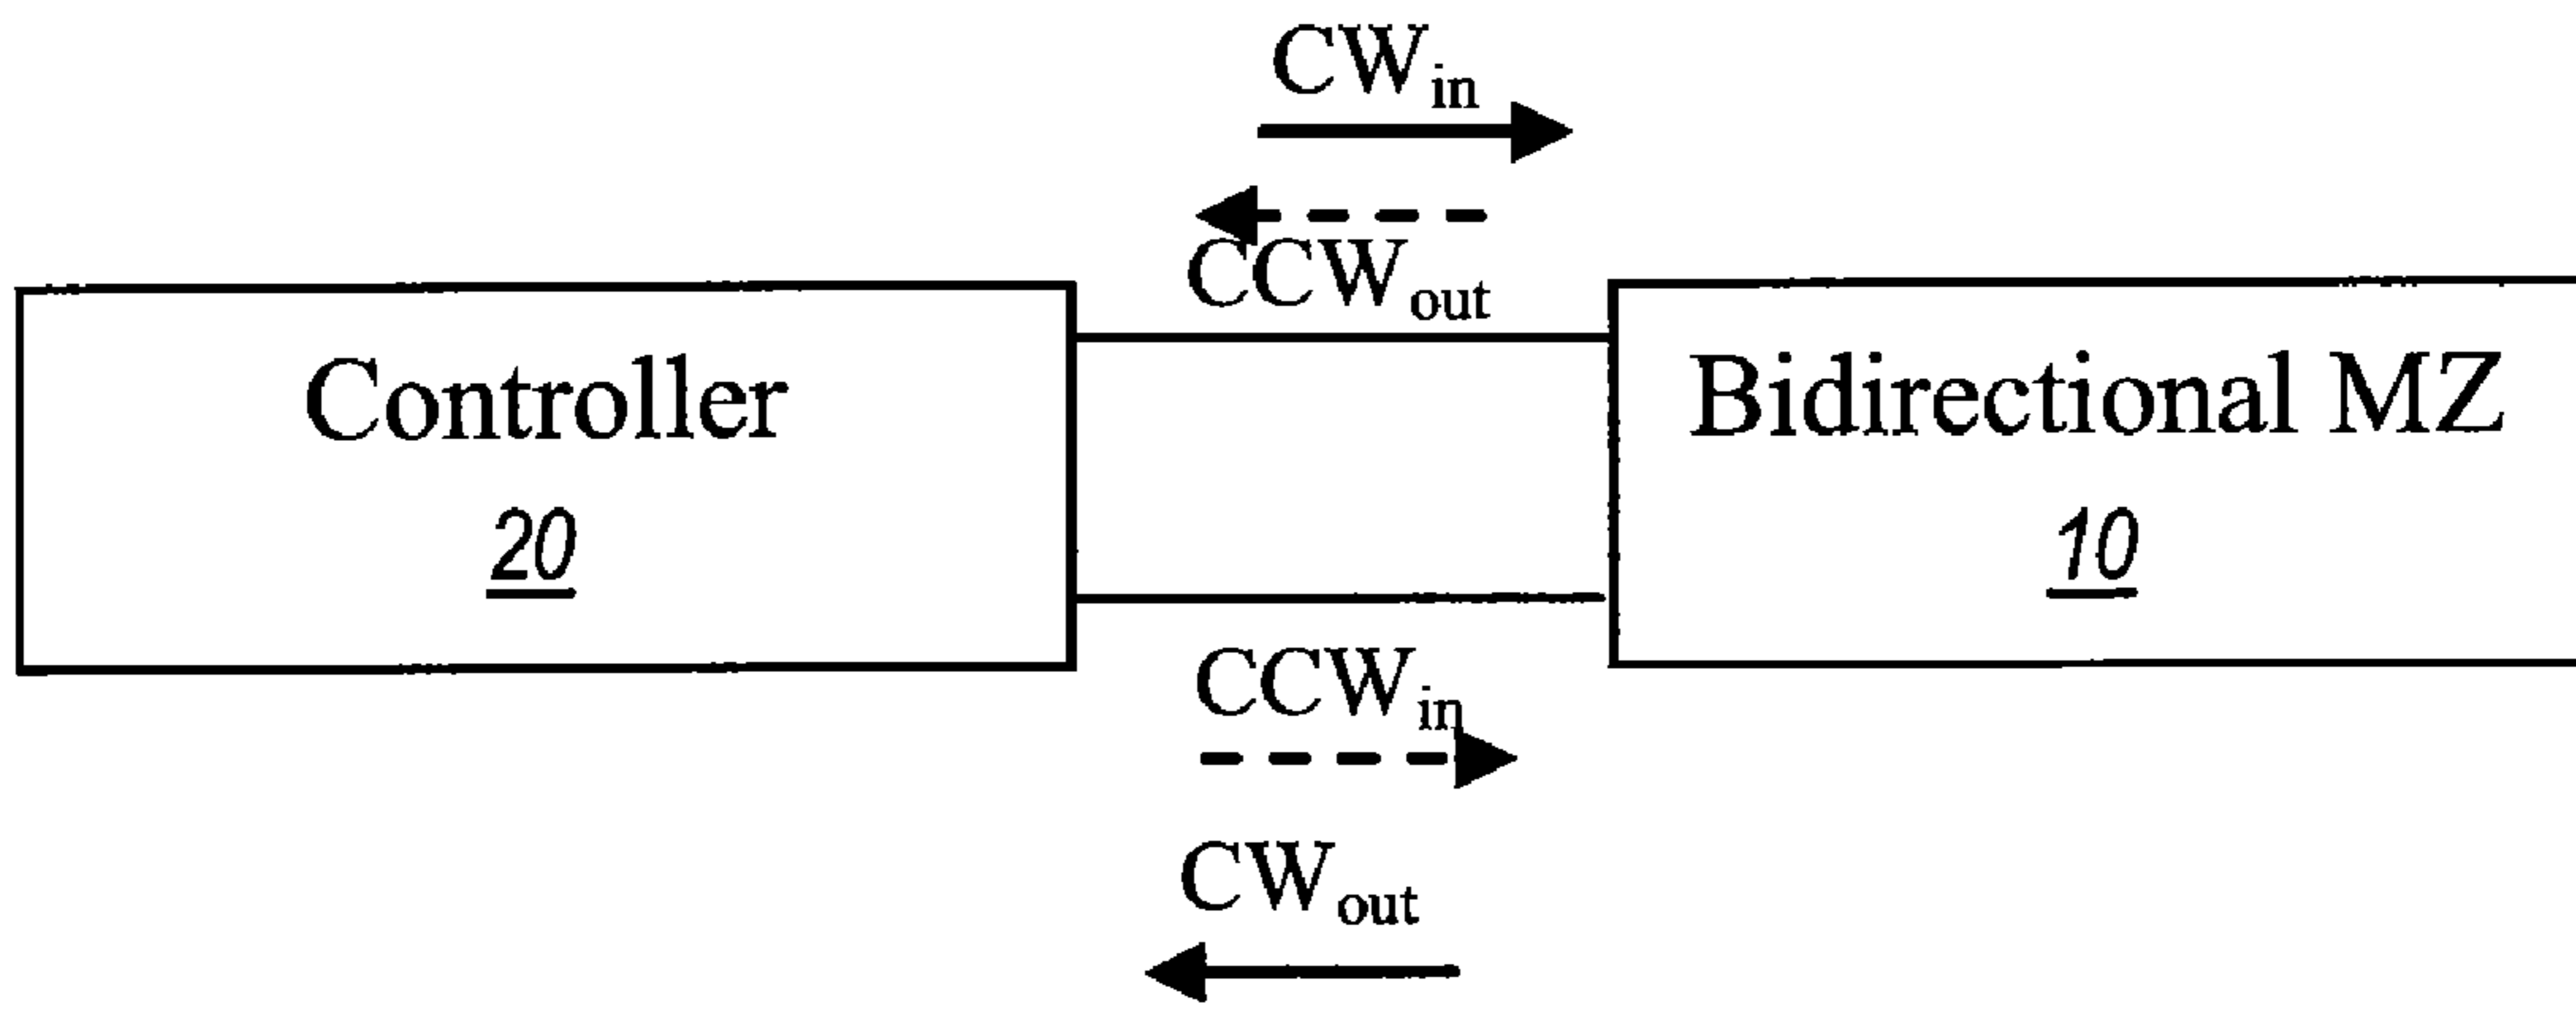 CWin
CCWout
Controller
20
Bidirectional MZ
10
CCWin
CWout